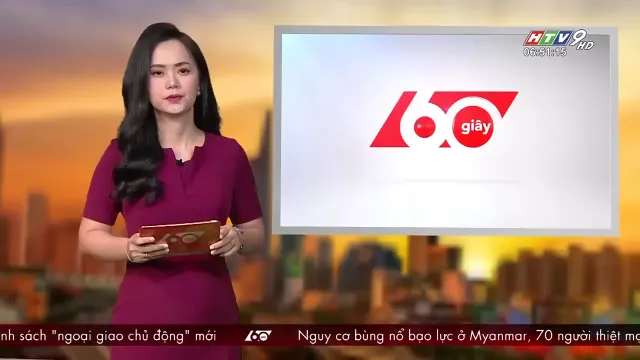 HTV9 HD
06:51:15
60 giây
60
nh sách "ngoại giao chủ động" mới 60 Nguy cơ bùng nổ bạo lực ở Myanmar, 70 người thiệt mạ